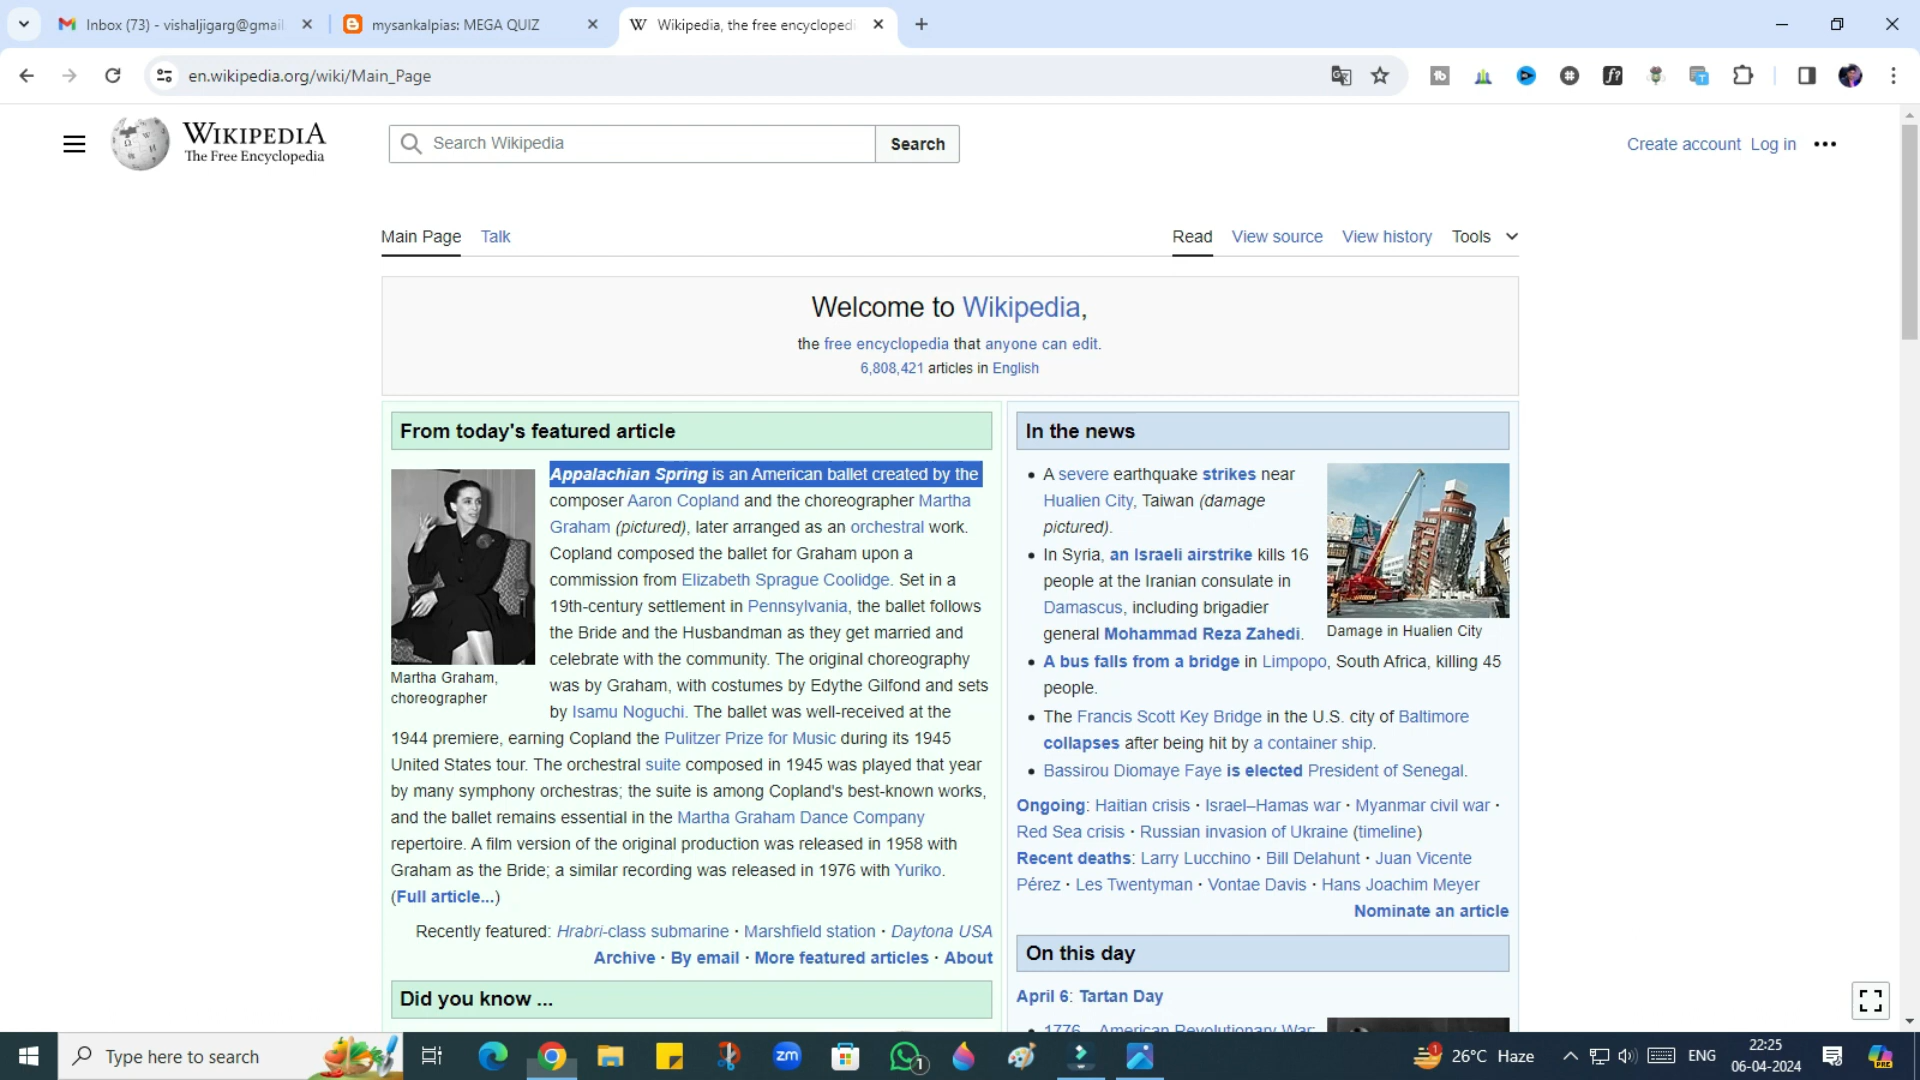 Inbox (73) - vishaljigarg@gmail
mysankalpias: MEGA QUIZ
Wikipedia, the free encyclopedi
en.wikipedia.org/wiki/Main_Page
WIKIPEDIA
The Free Encyclopedia
Search Wikipedia
Search
Create account Log in
Main Page Talk
Read View source View history Tools
Welcome to Wikipedia,
the free encyclopedia that anyone can edit.
6,808,421 articles in English
From today's featured article
Appalachian Spring is an American ballet created by the
composer Aaron Copland and the choreographer Martha
Graham (pictured), later arranged as an orchestral work.
Copland composed the ballet for Graham upon a
commission from Elizabeth Sprague Coolidge. Set in a
19th-century settlement in Pennsylvania, the ballet follows
the Bride and the Husbandman as they get married and
celebrate with the community. The original choreography
was by Graham, with costumes by Edythe Gilfond and sets
by Isamu Noguchi. The ballet was well-received at the
1944 premiere, earning Copland the Pulitzer Prize for Music during its 1945
United States tour. The orchestral suite composed in 1945 was played that year
by many symphony orchestras; the suite is among Copland's best-known works,
and the ballet remains essential in the Martha Graham Dance Company
repertoire. A film version of the original production was released in 1958 with
Graham as the Bride; a similar recording was released in 1976 with Yuriko.
(Full article...)
Martha Graham,
choreographer
Recently featured: Hrabri-class submarine · Marshfield station · Daytona USA
Archive · By email · More featured articles · About
Did you know ...
In the news
• A severe earthquake strikes near
Hualien City, Taiwan (damage
pictured).
• In Syria, an Israeli airstrike kills 16
people at the Iranian consulate in
Damascus, including brigadier
general Mohammad Reza Zahedi.
Damage in Hualien City
• A bus falls from a bridge in Limpopo, South Africa, killing 45
people.
• The Francis Scott Key Bridge in the U.S. city of Baltimore
collapses after being hit by a container ship.
• Bassirou Diomaye Faye is elected President of Senegal.
Ongoing: Haitian crisis · Israel–Hamas war · Myanmar civil war ·
Red Sea crisis · Russian invasion of Ukraine (timeline)
Recent deaths: Larry Lucchino · Bill Delahunt · Juan Vicente
Pérez · Les Twentyman · Vontae Davis · Hans Joachim Meyer
Nominate an article
On this day
April 6: Tartan Day
1776 – American Revolutionary War:
Type here to search
zm
1
1
26°C Haze
ENG
22:25
06-04-2024
PRE